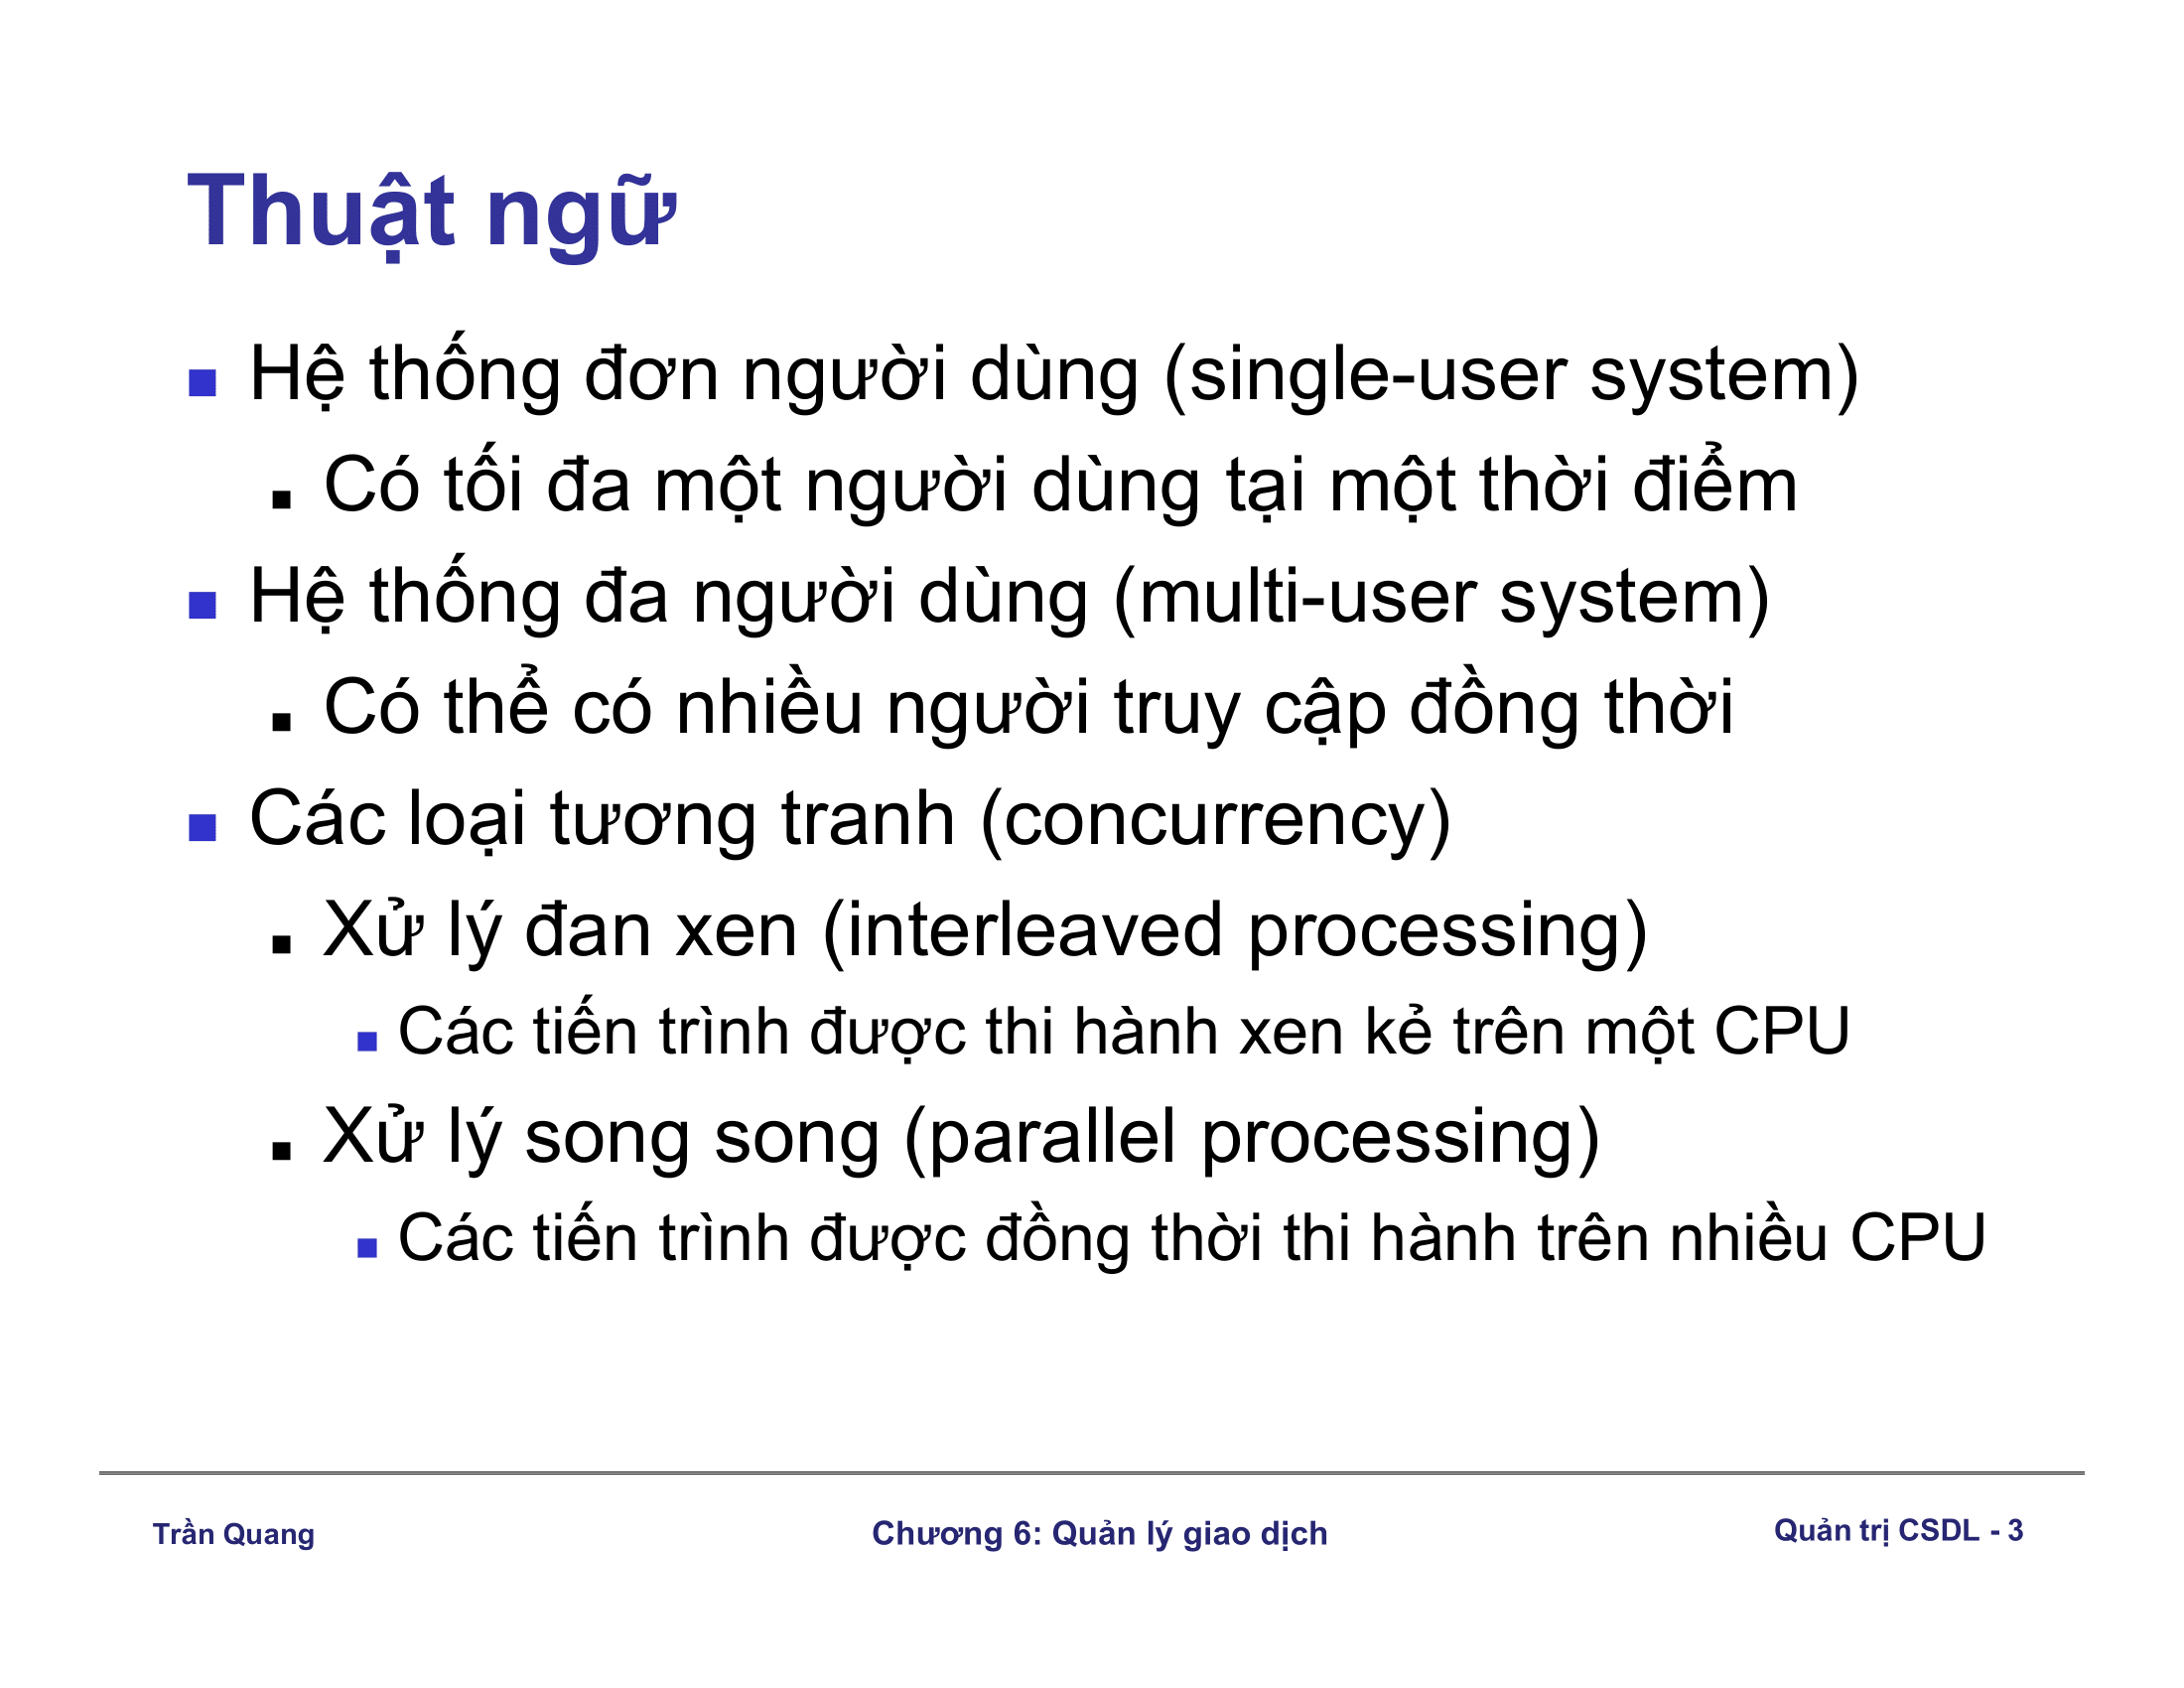 Thuật ngữ
Hệ thống đơn người dùng (single-user system)
Có tối đa một người dùng tại một thời điểm
Hệ thống đa người dùng (multi-user system)
Có thể có nhiều người truy cập đồng thời
Các loại tương tranh (concurrency)
Xử lý đan xen (interleaved processing)
Các tiến trình được thi hành xen kẻ trên một CPU
Xử lý song song (parallel processing)
Các tiến trình được đồng thời thi hành trên nhiều CPU
Trần Quang
Chương 6: Quản lý giao dịch
Quản trị CSDL - 3